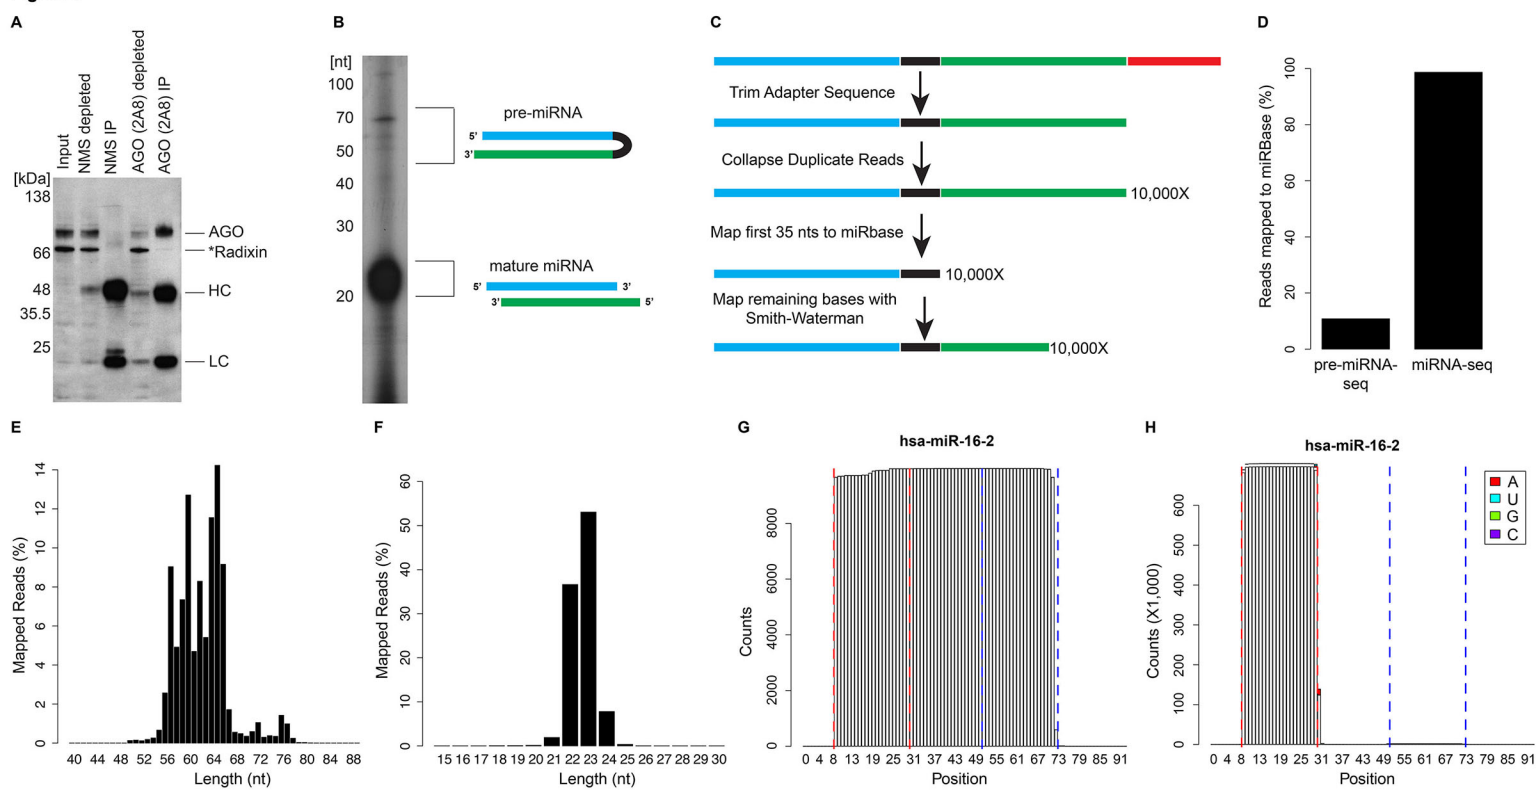 A
Input
NMS depleted
NMS IP
AGO (2A8) depleted
AGO (2A8) IP
[kDa]
138
66
48
35.5
25
AGO
*Radixin
HC
LC
B
[nt]
100
70
50
40
30
20
pre-miRNA
5'
3'
mature miRNA
5' 3'
3' 5'
C
Trim Adapter Sequence
Collapse Duplicate Reads
10,000X
Map first 35 nts to miRbase
10,000X
Map remaining bases with
Smith-Waterman
10,000X
D
Reads mapped to miRBase (%)
100
80
60
40
20
0
pre-miRNA-
seq
miRNA-seq
E
Mapped Reads (%)
14
12
10
8
6
4
2
0
40 44 48 52 56 60 64 68 72 76 80 84 88
Length (nt)
F
Mapped Reads (%)
60
50
40
30
20
10
0
15 16 17 18 19 20 21 22 23 24 25 26 27 28 29 30
Length (nt)
G
hsa-miR-16-2
Counts
8000
6000
4000
2000
0
0 4 8 13 19 25 31 37 43 49 55 61 67 73 79 85 91
Position
H
hsa-miR-16-2
Counts (X1,000)
600
500
400
300
200
100
0
0 4 8 13 19 25 31 37 43 49 55 61 67 73 79 85 91
Position
A
U
G
C